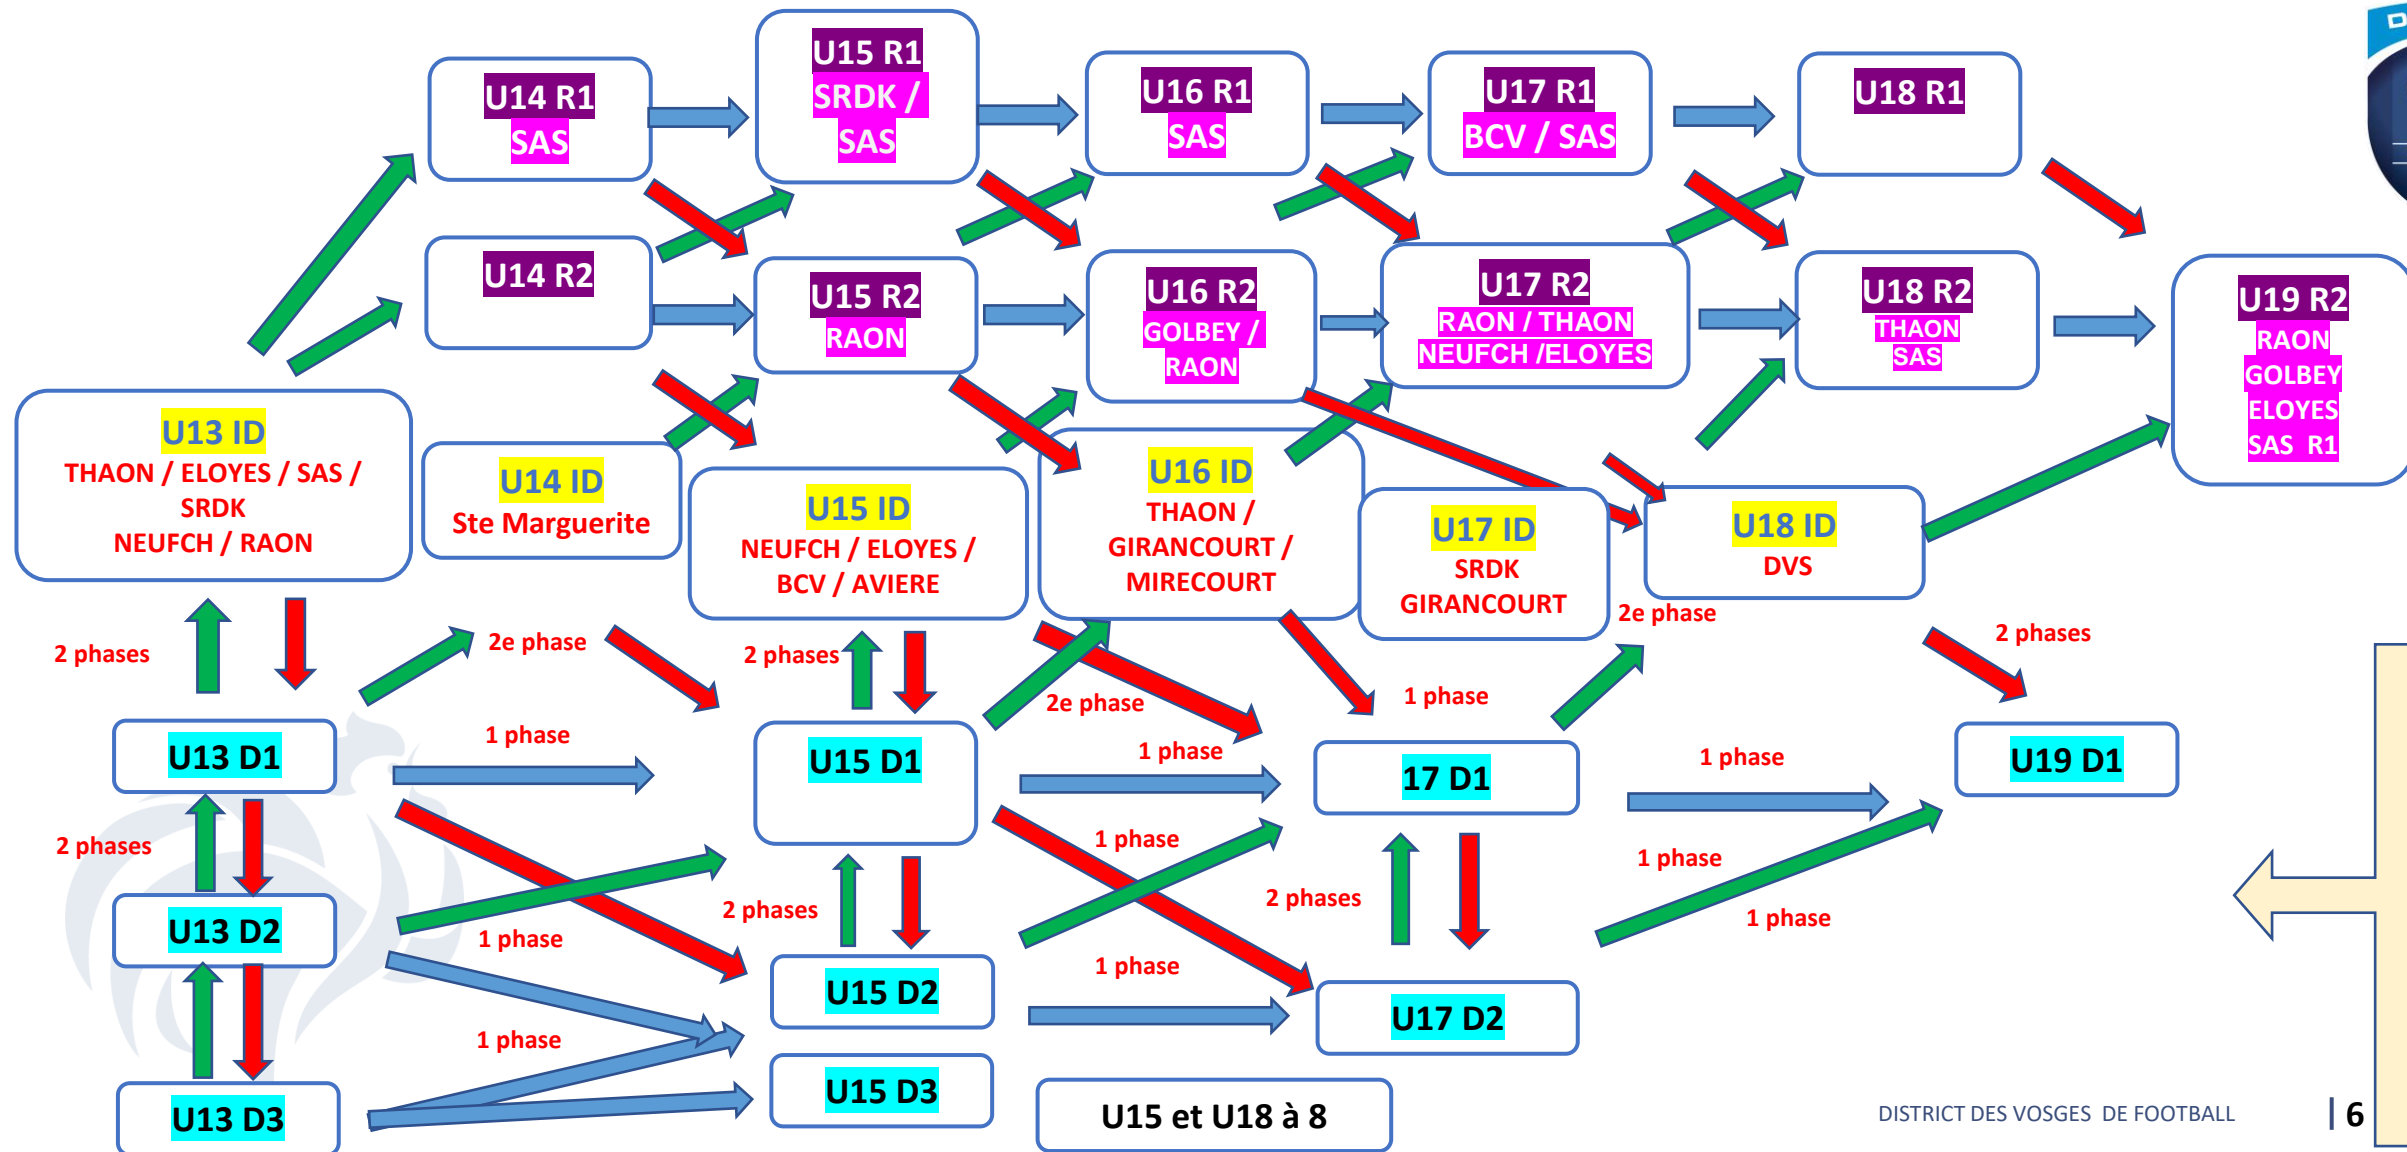 U14 R1
SAS
U15 R1
SRDK /
SAS
U16 R1
SAS
U17 R1
BCV / SAS
U18 R1
U14 R2
U15 R2
RAON
U16 R2
GOLBEY /
RAON
U17 R2
RAON / THAON
NEUFCH /ELOYES
U18 R2
THAON
SAS
U19 R2
RAON
GOLBEY
ELOYES
SAS R1
U13 ID
THAON / ELOYES / SAS /
SRDK
NEUFCH / RAON
U14 ID
Ste Marguerite
U15 ID
NEUFCH / ELOYES /
BCV / AVIERE
U16 ID
THAON /
GIRANCOURT /
MIRECOURT
U17 ID
SRDK
GIRANCOURT
U18 ID
DVS
2 phases
2e phase
2 phases
2e phase
1 phase
2e phase
2 phases
U13 D1
1 phase
U15 D1
1 phase
17 D1
1 phase
U19 D1
2 phases
1 phase
1 phase
U13 D2
1 phase
2 phases
1 phase
2 phases
1 phase
U15 D2
U17 D2
1 phase
U13 D3
U15 D3
U15 et U18 à 8
DISTRICT DES VOSGES DE FOOTBALL
| 6